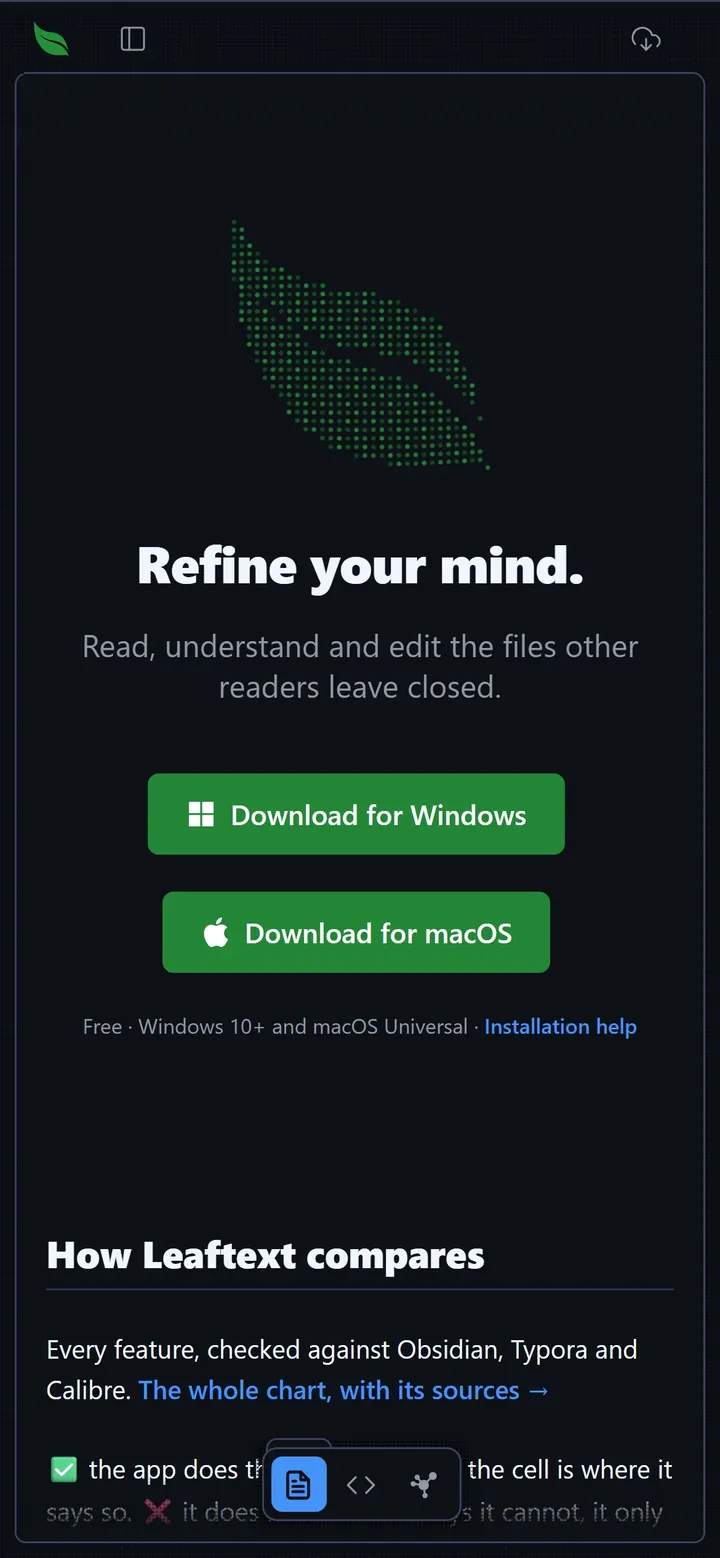 Refine your mind.
Read, understand and edit the files other
readers leave closed.
Download for Windows
Download for macOS
Free · Windows 10+ and macOS Universal · Installation help
How Leaftext compares
Every feature, checked against Obsidian, Typora and
Calibre. The whole chart, with its sources →
✅ the app does the cell is where it
says so. ❌ it does it cannot, it only